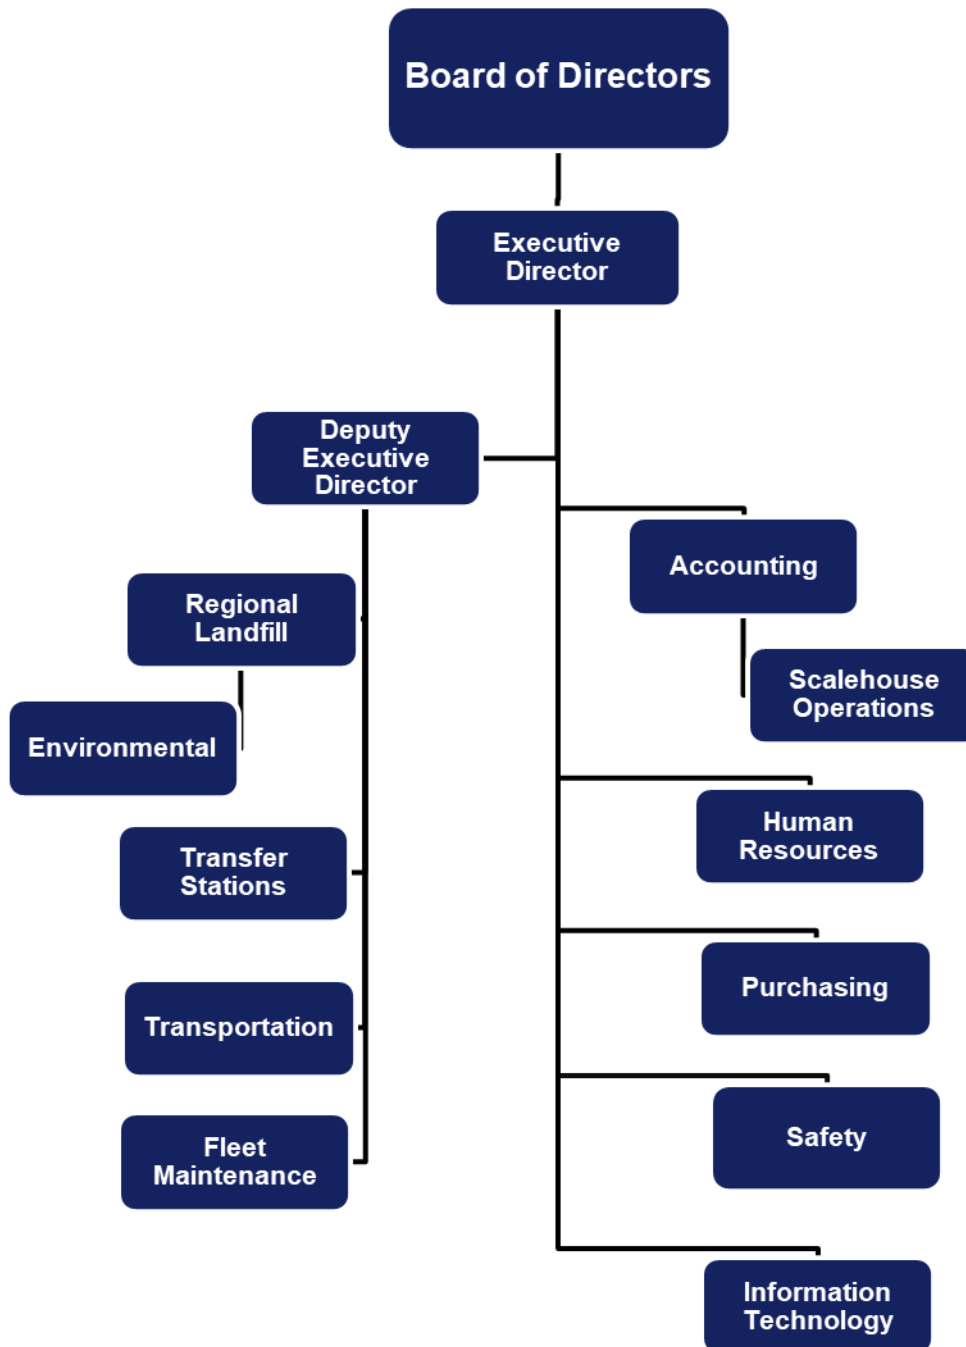 Board of Directors
Executive
Director
Deputy
Executive
Director
Regional
Landfill
Environmental
Transfer
Stations
Transportation
Fleet
Maintenance
Accounting
Scalehouse
Operations
Human
Resources
Purchasing
Safety
Information
Technology